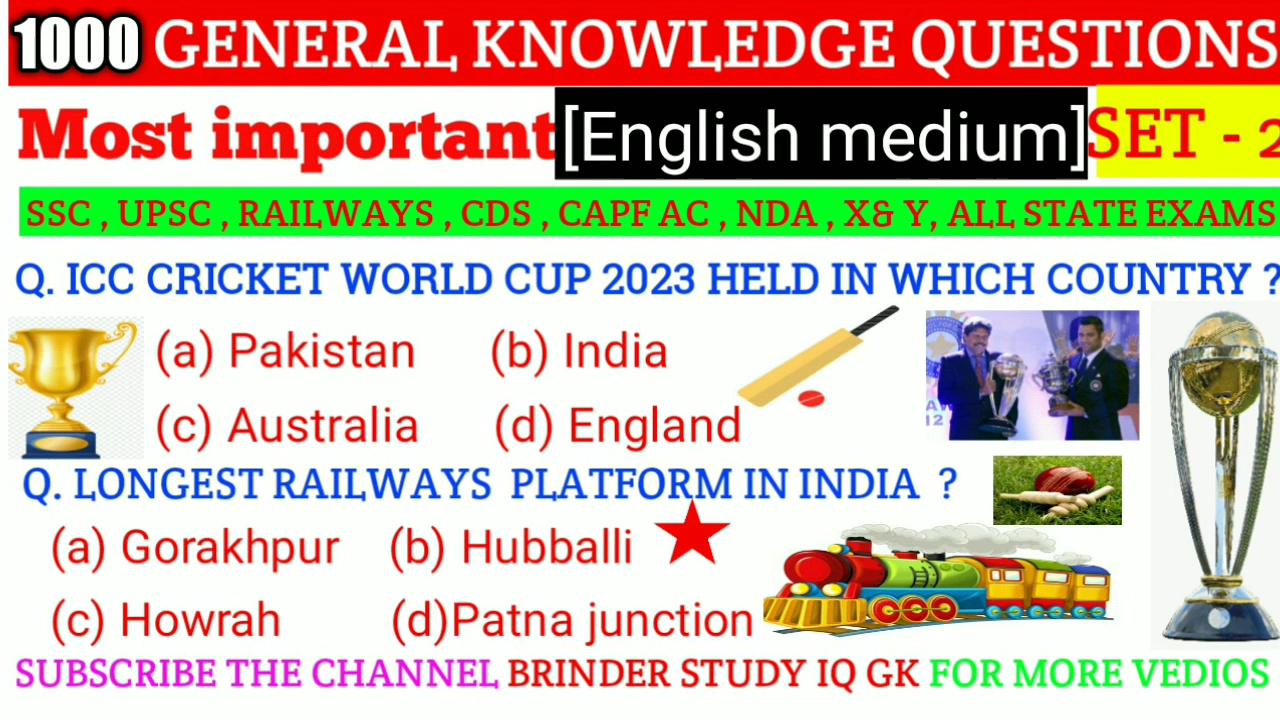 1000 GENERAL KNOWLEDGE QUESTIONS
Most important [English medium] SET - 2
SSC , UPSC , RAILWAYS , CDS , CAPF AC , NDA , X& Y, ALL STATE EXAMS
Q. ICC CRICKET WORLD CUP 2023 HELD IN WHICH COUNTRY ?
(a) Pakistan (b) India
(c) Australia (d) England
Q. LONGEST RAILWAYS PLATFORM IN INDIA ?
(a) Gorakhpur (b) Hubballi
(c) Howrah (d)Patna junction
SUBSCRIBE THE CHANNEL BRINDER STUDY IQ GK FOR MORE VEDIOS